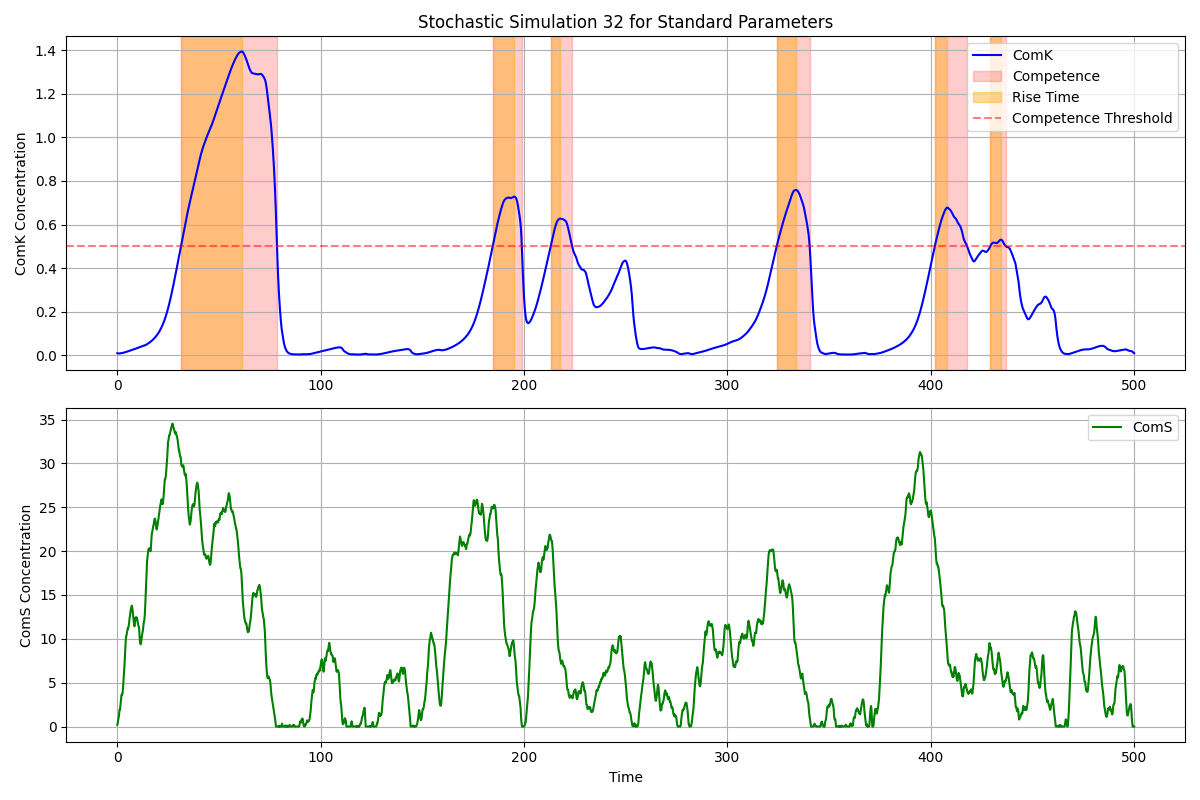 Stochastic Simulation 32 for Standard Parameters
ComK Concentration
1.4
1.2
1.0
0.8
0.6
0.4
0.2
0.0
ComK
Competence
Rise Time
Competence Threshold
0 100 200 300 400 500
ComS Concentration
35
30
25
20
15
10
5
0
ComS
0 100 200 300 400 500
Time